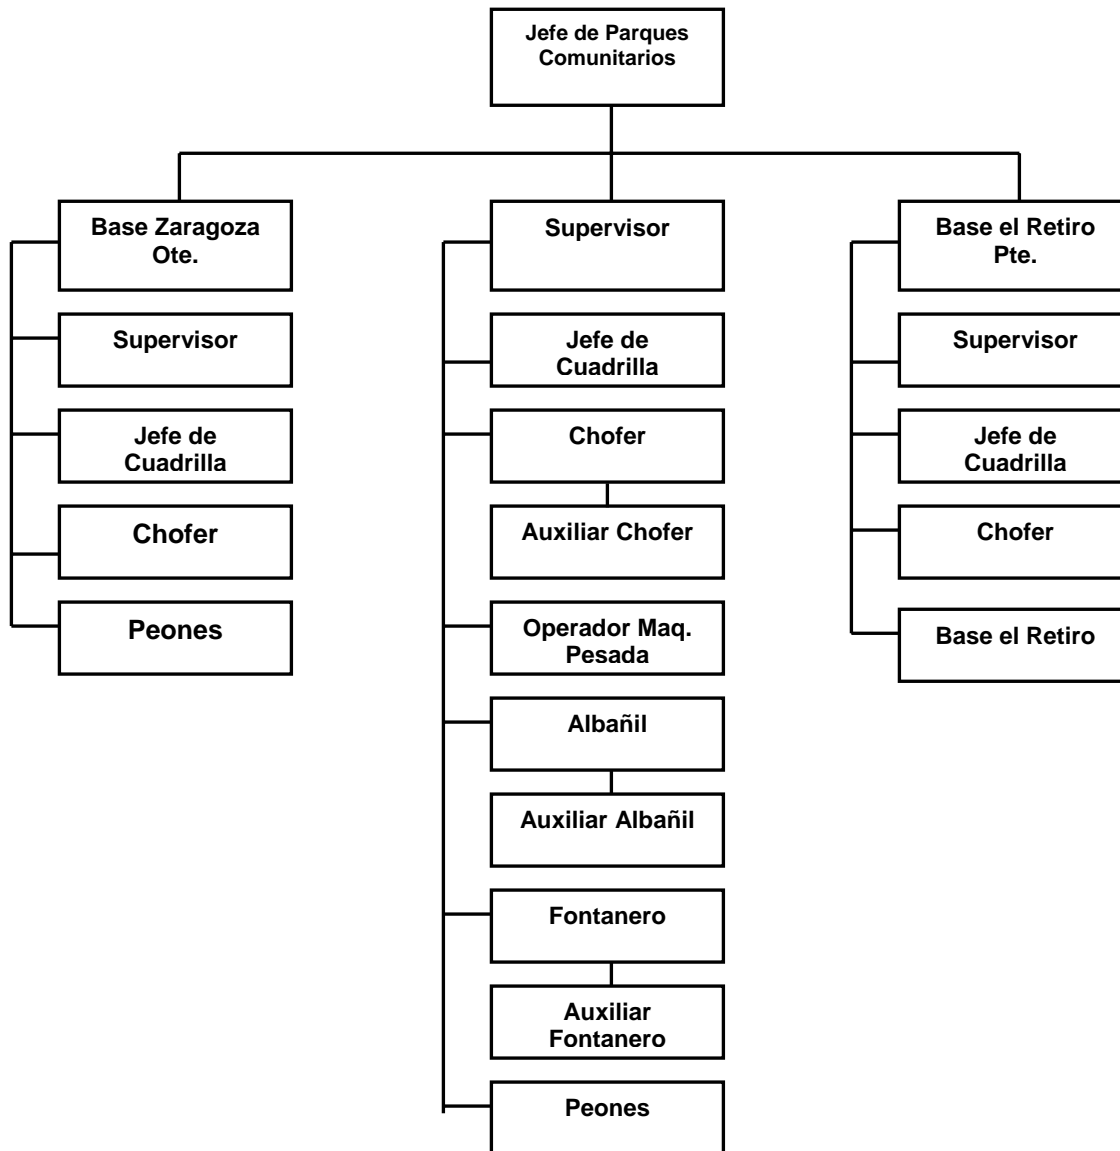 Jefe de Parques
Comunitarios
Base Zaragoza
Ote.
Supervisor
Jefe de
Cuadrilla
Chofer
Peones
Supervisor
Jefe de
Cuadrilla
Chofer
Auxiliar Chofer
Operador Maq.
Pesada
Albañil
Auxiliar Albañil
Fontanero
Auxiliar
Fontanero
Peones
Base el Retiro
Pte.
Supervisor
Jefe de
Cuadrilla
Chofer
Base el Retiro